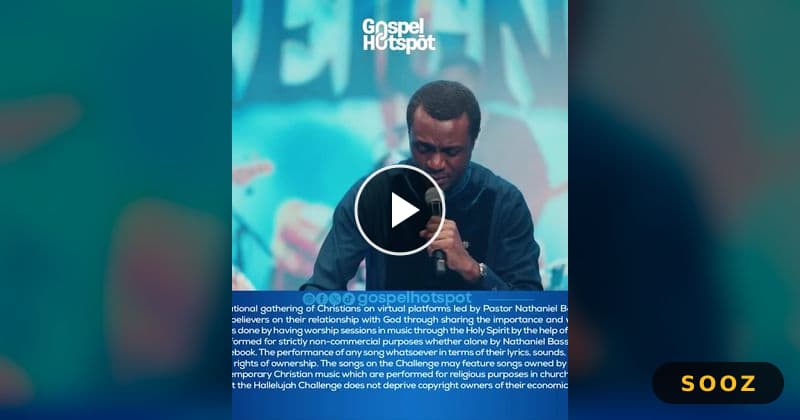 Gospel
Hotspot
gospelhotspot
ational gathering of Christians on virtual platforms led by Pastor Nathaniel
believers on their relationship with God through sharing the importance and
s done by having worship sessions in music through the Holy Spirit by the help of
formed for strictly non-commercial purposes whether alone by Nathaniel Bass
ebook. The performance of any song whatsoever in terms of their lyrics, sounds,
rights of ownership. The songs on the Challenge may feature songs owned by
emporary Christian music which are performed for religious purposes in church
t the Hallelujah Challenge does not deprive copyright owners of their economic
SOOZ